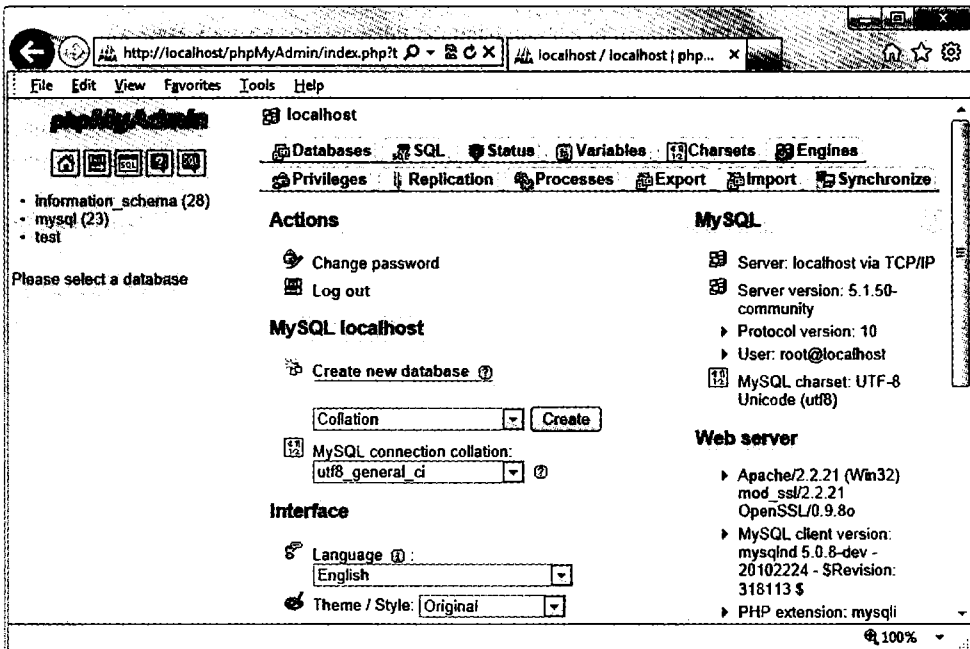 http://localhost/phpMyAdmin/index.php?t
localhost / localhost | php...
File Edit View Favorites Tools Help
phpMyAdmin
SQL
information_schema (28)
mysql (23)
test
Please select a database
localhost
Databases SQL Status Variables Charsets Engines
Privileges Replication Processes Export Import Synchronize
Actions
Change password
Log out
MySQL localhost
Create new database
Collation Create
MySQL connection collation:
utf8_general_ci
Interface
Language :
English
Theme / Style: Original
MySQL
Server: localhost via TCP/IP
Server version: 5.1.50-
community
Protocol version: 10
User: root@localhost
MySQL charset: UTF-8
Unicode (utf8)
Web server
Apache/2.2.21 (Win32)
mod_ssl/2.2.21
OpenSSL/0.9.8o
MySQL client version:
mysqlnd 5.0.8-dev -
20102224 - $Revision:
318113 $
PHP extension: mysqli
100%